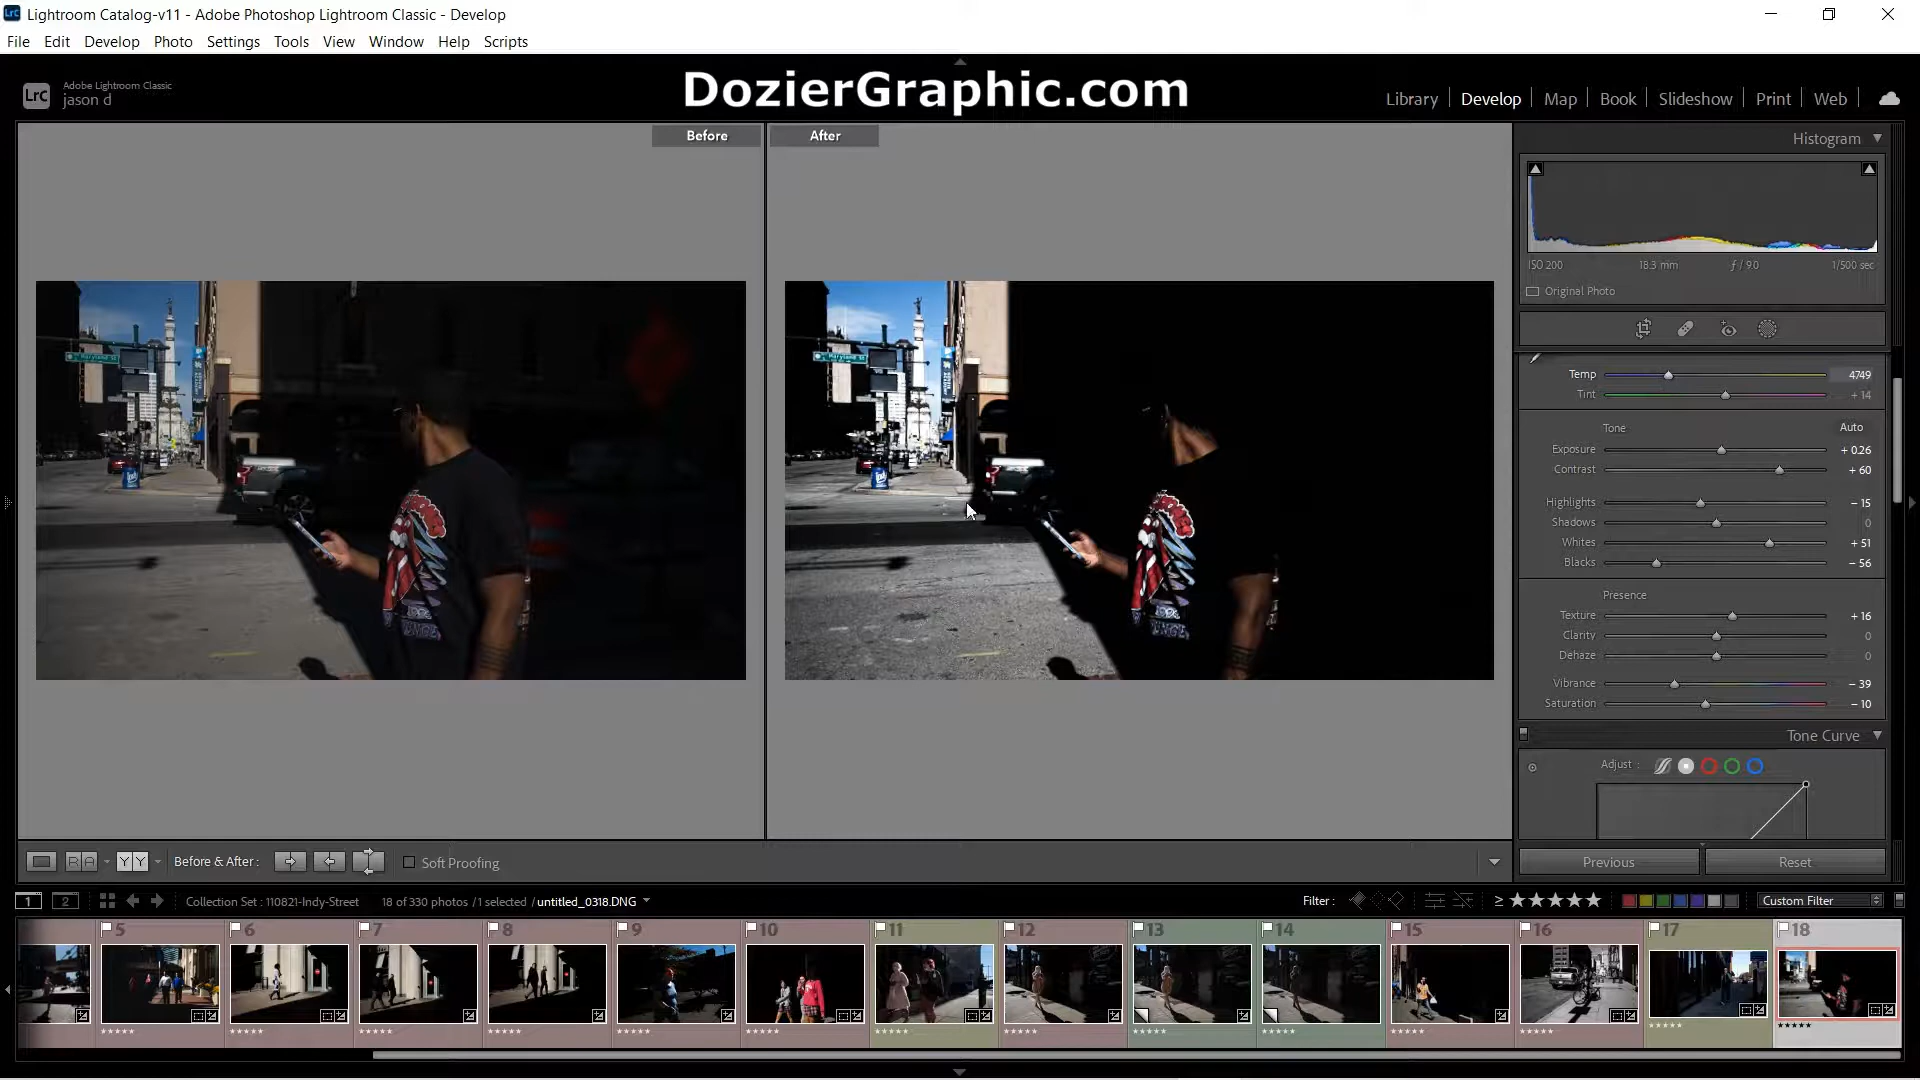 Lightroom Catalog-v11 - Adobe Photoshop Lightroom Classic - Develop
File Edit Develop Photo Settings Tools View Window Help Scripts
LrC
Adobe Lightroom Classic
jason d
DozierGraphic.com
Library Develop Map Book Slideshow Print Web
Before
After
Histogram
ISO 200 18.3 mm ƒ / 9.0 1/500 sec
Original Photo
Temp 4749
Tint + 14
Tone Auto
Exposure + 0.26
Contrast + 60
Highlights – 15
Shadows 0
Whites + 51
Blacks – 56
Presence
Texture + 16
Clarity 0
Dehaze 0
Vibrance – 39
Saturation – 10
Tone Curve
Adjust :
Previous Reset
R A Y Y Before & After : Soft Proofing
1 2 Collection Set : 110821-Indy-Street 18 of 330 photos / 1 selected / untitled_0318.DNG Filter : ≥ ★★★★★ Custom Filter
5 6 7 8 9 10 11 12 13 14 15 16 17 18